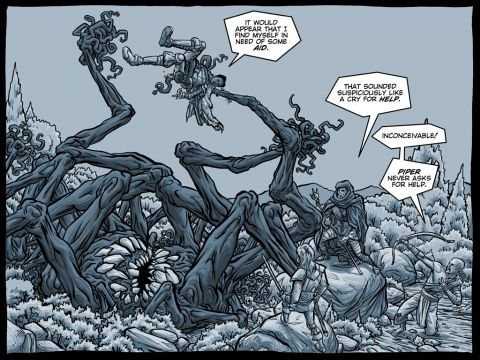 IT WOULD
APPEAR THAT I
FIND MYSELF IN
NEED OF SOME
AID.
THAT SOUNDED
SUSPICIOUSLY LIKE
A CRY FOR HELP.
INCONCEIVABLE!
PIPER
NEVER ASKS
FOR HELP.